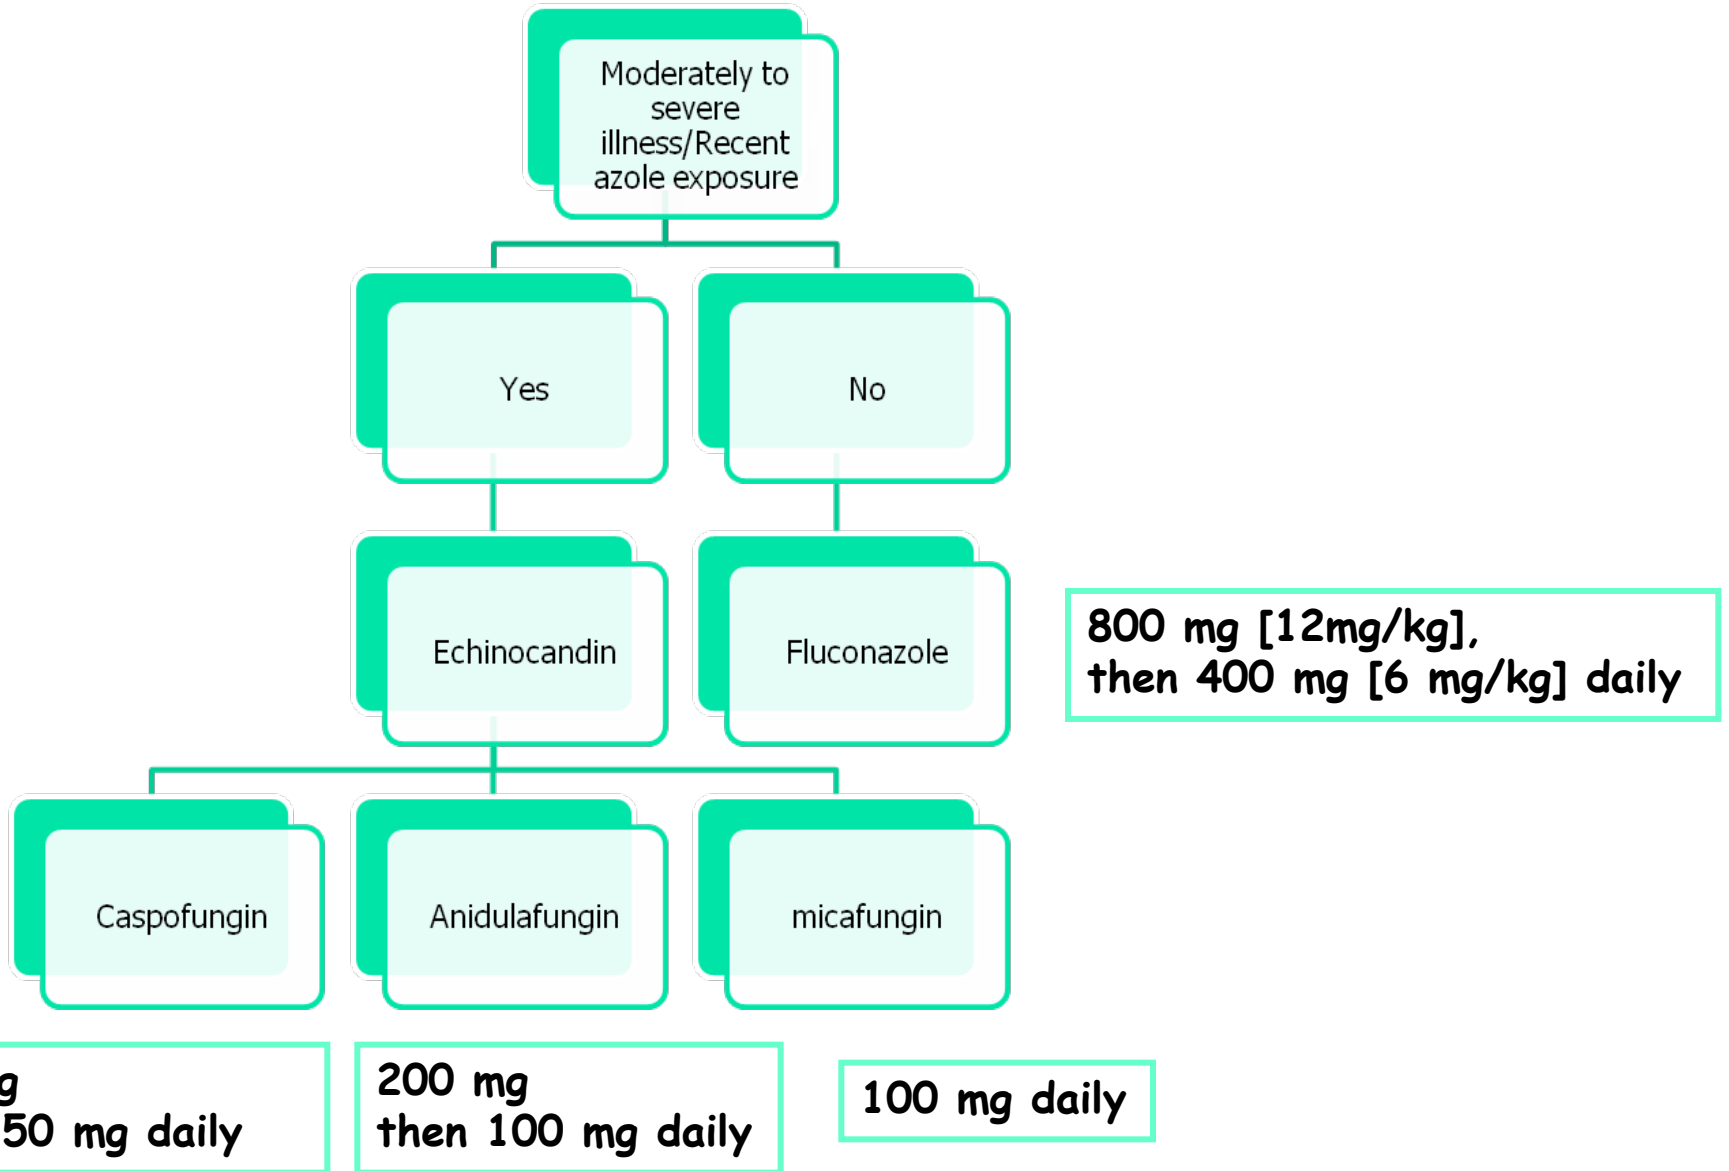 Moderately to
severe
illness/Recent
azole exposure
Yes
No
Echinocandin
Fluconazole
800 mg [12mg/kg],
then 400 mg [6 mg/kg] daily
Caspofungin
Anidulafungin
micafungin
50 mg daily
200 mg
then 100 mg daily
100 mg daily